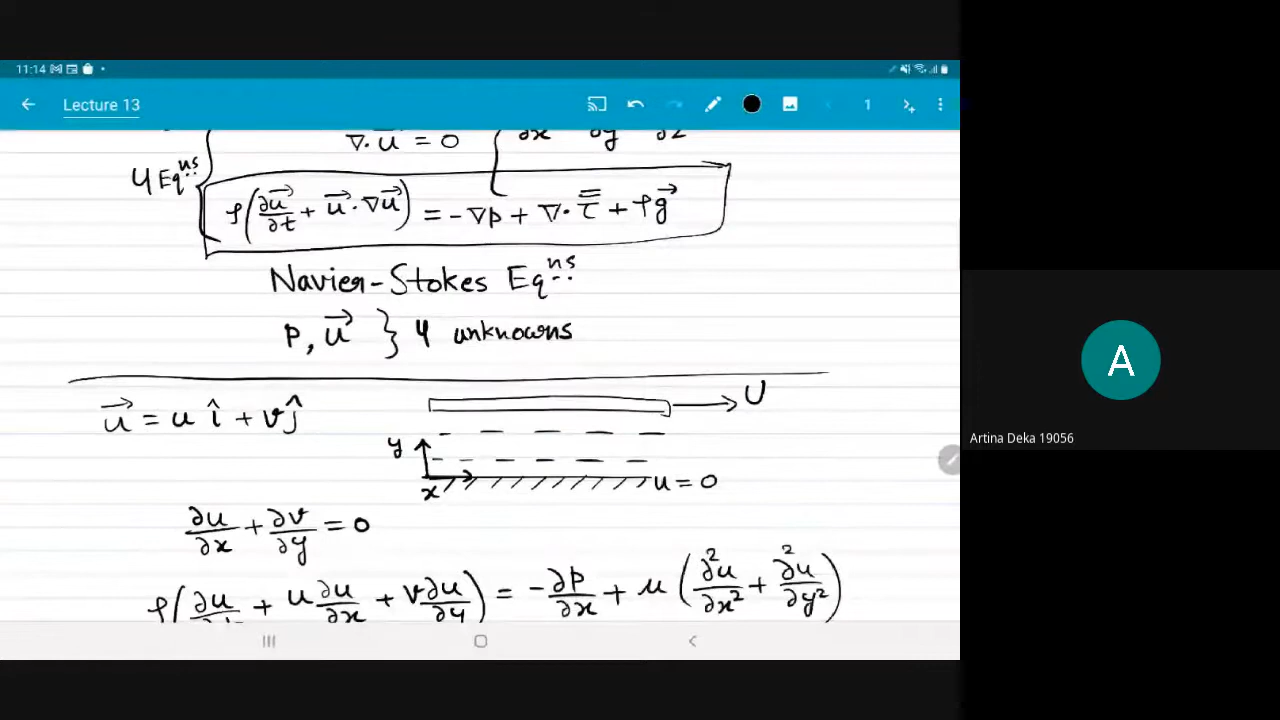 11:14
Lecture 13
1
∇·u⃗ = 0
∂x ∂y ∂z
4 Eqns
ρ(∂u⃗/∂t + u⃗·∇u⃗) = -∇p + ∇·τ̿ + ρg⃗
Navier-Stokes Eqns
p, u⃗ } 4 unknowns
u⃗ = u î + v ĵ
U
y
x
u = 0
∂u/∂x + ∂v/∂y = 0
ρ(∂u/∂t + u ∂u/∂x + v ∂u/∂y) = -∂p/∂x + μ(∂²u/∂x² + ∂²u/∂y²)
A
Artina Deka 19056